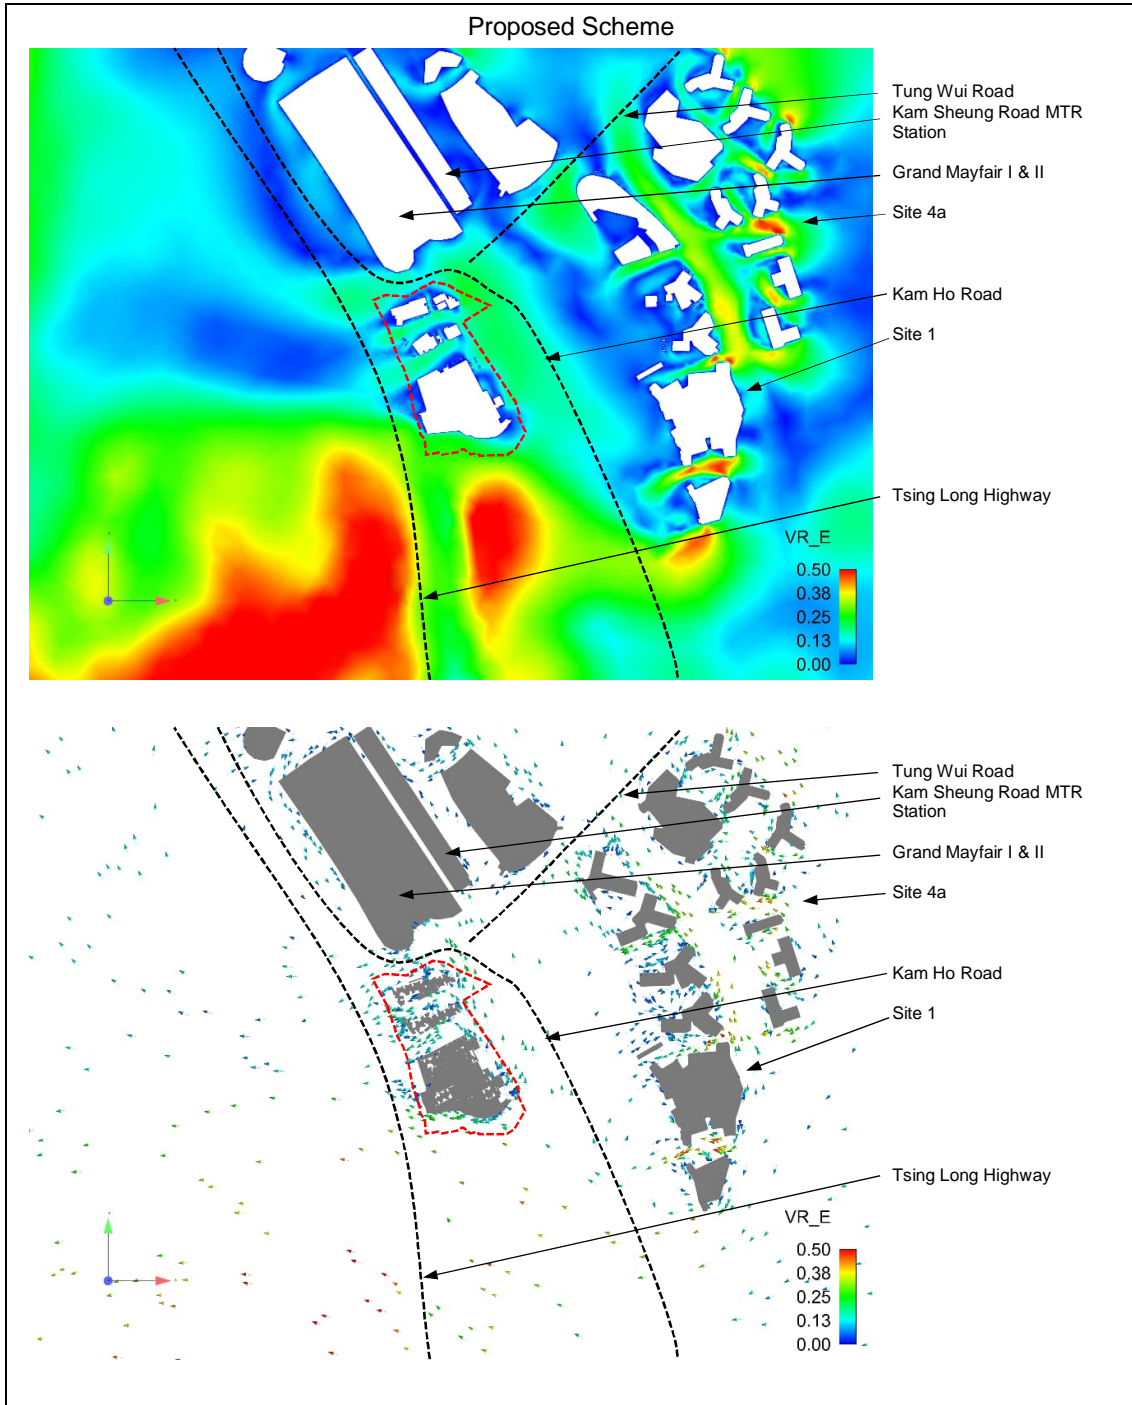 Proposed Scheme
Tung Wui Road
Kam Sheung Road MTR
Station
Grand Mayfair I & II
Site 4a
Kam Ho Road
Site 1
Tsing Long Highway
VR_E
0.50
0.38
0.25
0.13
0.00
Tung Wui Road
Kam Sheung Road MTR
Station
Grand Mayfair I & II
Site 4a
Kam Ho Road
Site 1
Tsing Long Highway
VR_E
0.50
0.38
0.25
0.13
0.00